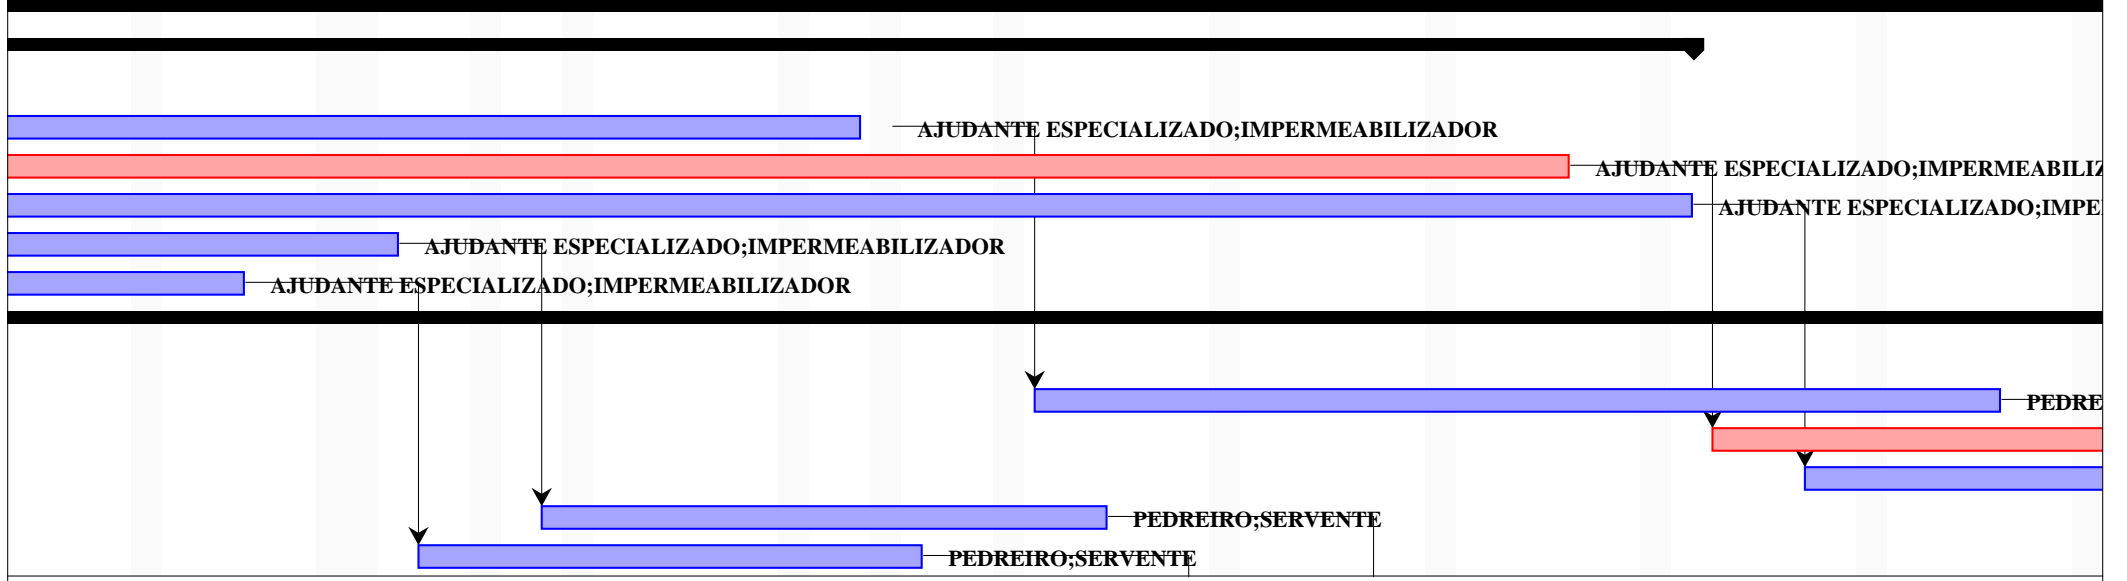 AJUDANTE ESPECIALIZADO;IMPERMEABILIZADOR
AJUDANTE ESPECIALIZADO;IMPERMEABILIZ
AJUDANTE ESPECIALIZADO;IMPE
AJUDANTE ESPECIALIZADO;IMPERMEABILIZADOR
AJUDANTE ESPECIALIZADO;IMPERMEABILIZADOR
PEDRE
PEDREIRO;SERVENTE
PEDREIRO;SERVENTE